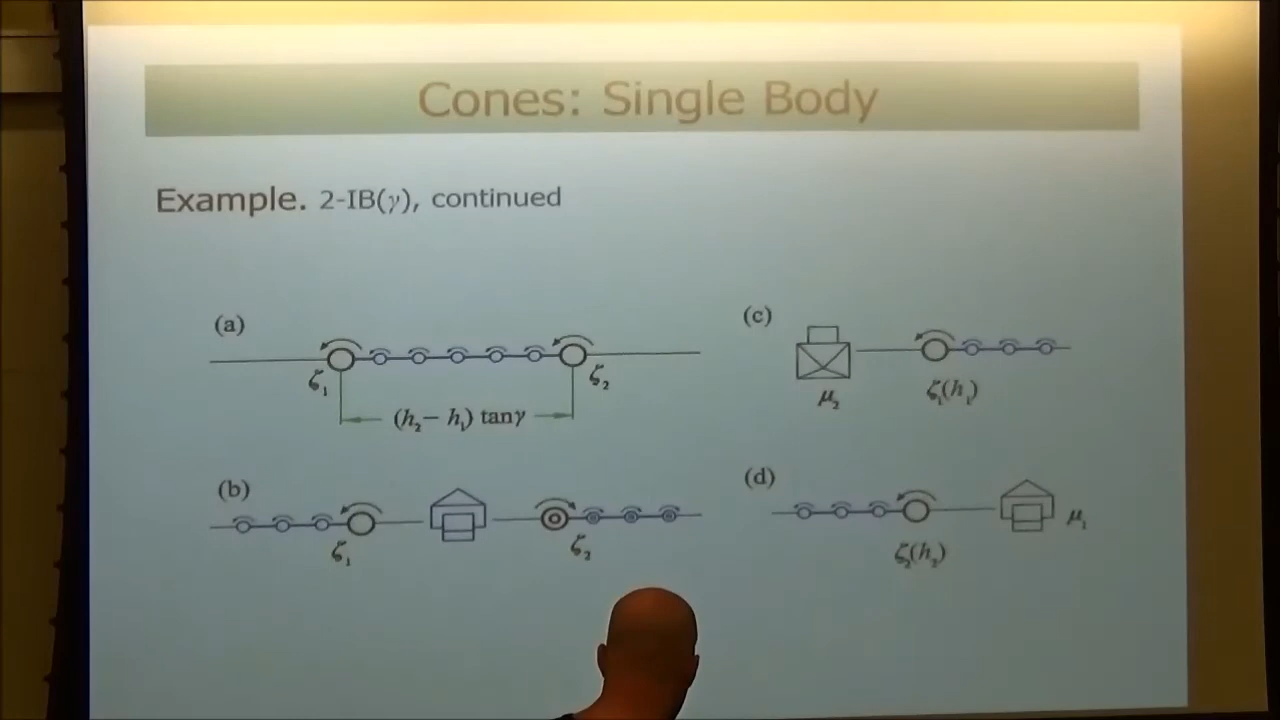 Cones: Single Body
Example. 2-IB(γ), continued
(a)
ζ₁
ζ₂
(h₂− h₁) tanγ
(b)
ζ₁
ζ₂
(c)
μ₂
ζ₁(h₁)
(d)
ζ₂(h₂)
μ₁